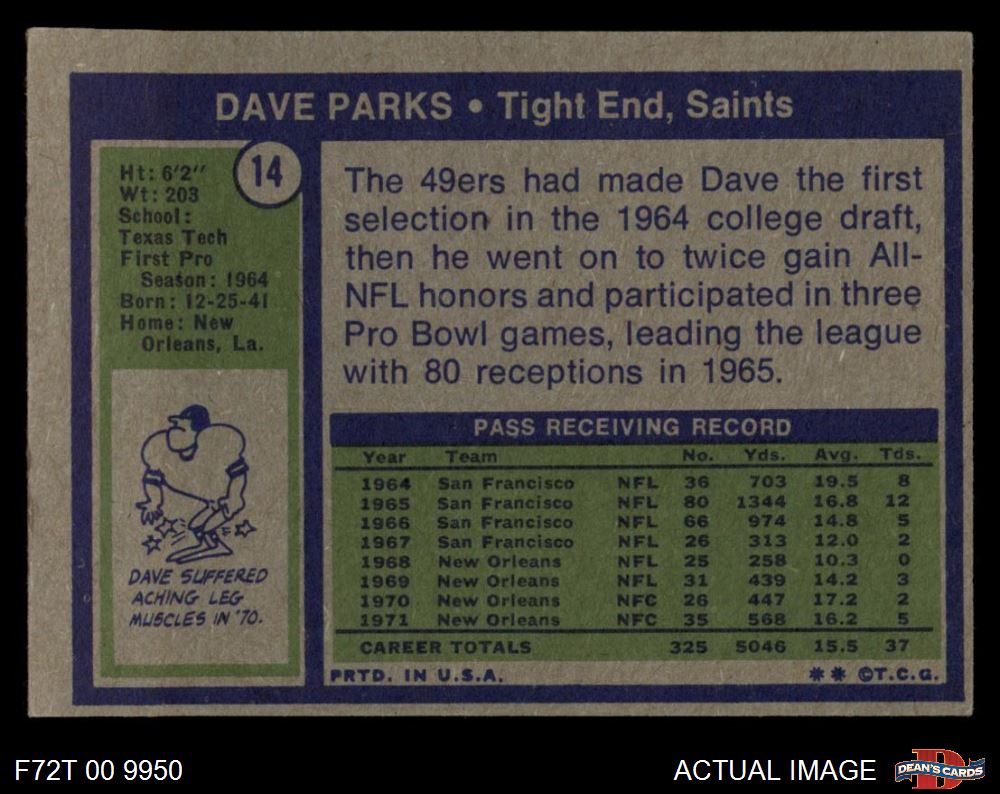 DAVE PARKS • Tight End, Saints
14
Ht: 6'2"
Wt: 203
School:
Texas Tech
First Pro
Season: 1964
Born: 12-25-41
Home: New
Orleans, La.
DAVE SUFFERED
ACHING LEG
MUSCLES IN '70.
The 49ers had made Dave the first
selection in the 1964 college draft,
then he went on to twice gain All-
NFL honors and participated in three
Pro Bowl games, leading the league
with 80 receptions in 1965.
PASS RECEIVING RECORD
Year Team No. Yds. Avg. Tds.
1964 San Francisco NFL 36 703 19.5 8
1965 San Francisco NFL 80 1344 16.8 12
1966 San Francisco NFL 66 974 14.8 5
1967 San Francisco NFL 26 313 12.0 2
1968 New Orleans NFL 25 258 10.3 0
1969 New Orleans NFL 31 439 14.2 3
1970 New Orleans NFC 26 447 17.2 2
1971 New Orleans NFC 35 568 16.2 5
CAREER TOTALS 325 5046 15.5 37
PRTD. IN U.S.A. ** ©T.C.G.
F72T 00 9950
ACTUAL IMAGE
DEAN'S CARDS